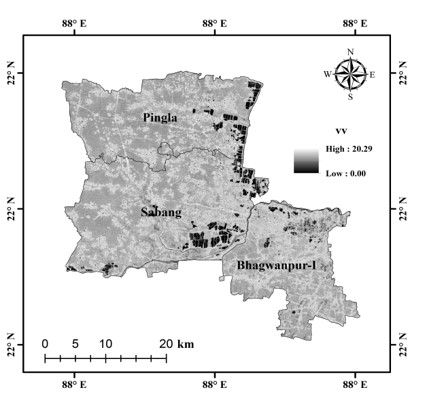 88° E 88° E 88° E
N
W E
S
22° N 22° N
Pingla
vv
High : 20.29
Low : 0.00
22° N 22° N
Sabang
Bhagwanpur-I
22° N 22° N
0 5 10 20 km
88° E 88° E 88° E